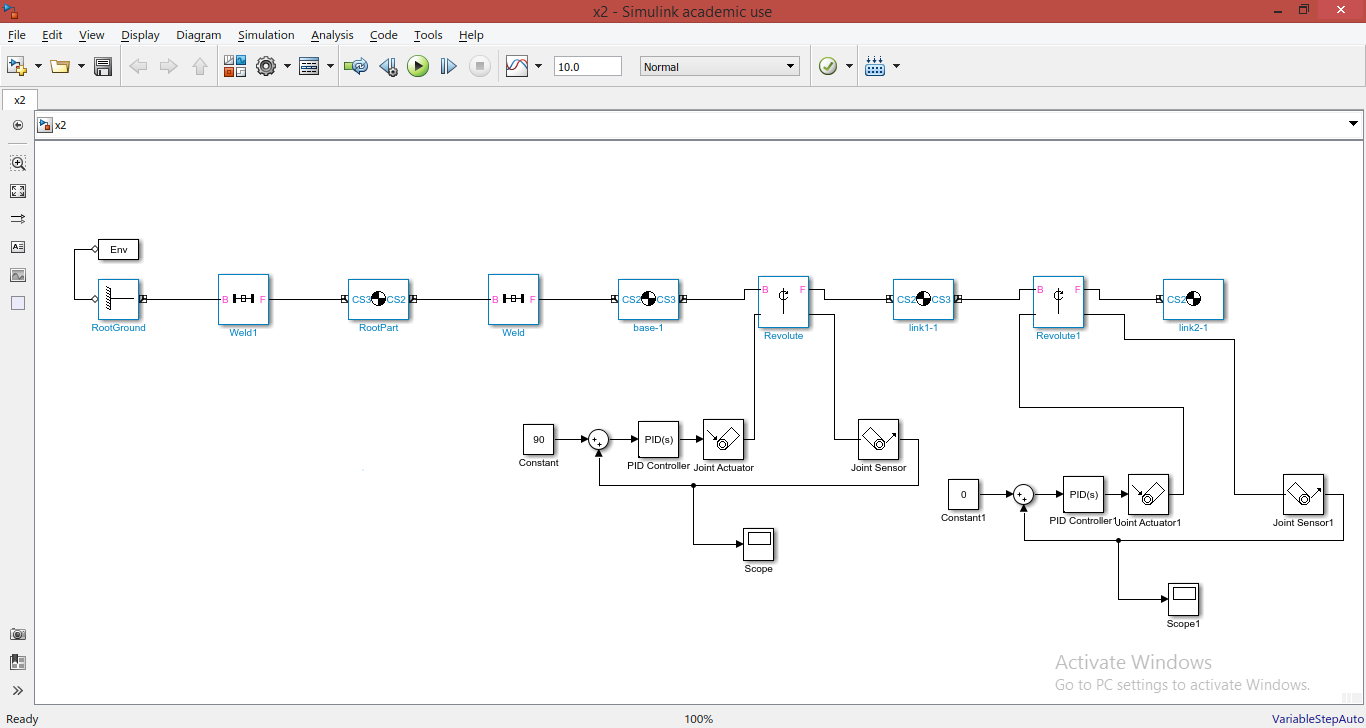 x2 - Simulink academic use
File Edit View Display Diagram Simulation Analysis Code Tools Help
10.0 Normal
x2
x2
Env
RootGround
B F
Weld1
CS3 CS2
RootPart
B F
Weld
CS2 CS3
base-1
B F
Revolute
CS2 CS3
link1-1
B F
Revolute1
CS2
link2-1
90
Constant
PID(s)
PID Controller
Joint Actuator
Joint Sensor
Scope
0
Constant1
PID(s)
PID Controller1
Joint Actuator1
Joint Sensor1
Scope1
Activate Windows
Go to PC settings to activate Windows.
Ready 100% VariableStepAuto